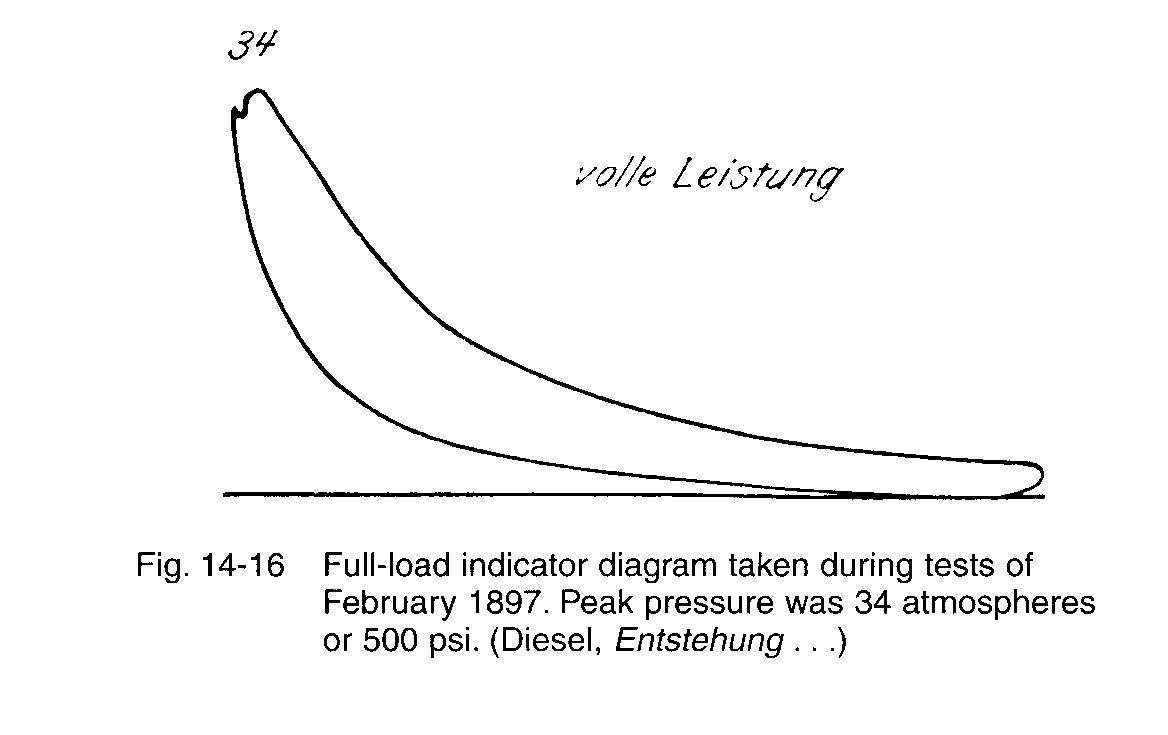 34
volle Leistung
Fig. 14-16 Full-load indicator diagram taken during tests of
February 1897. Peak pressure was 34 atmospheres
or 500 psi. (Diesel, Entstehung . . .)